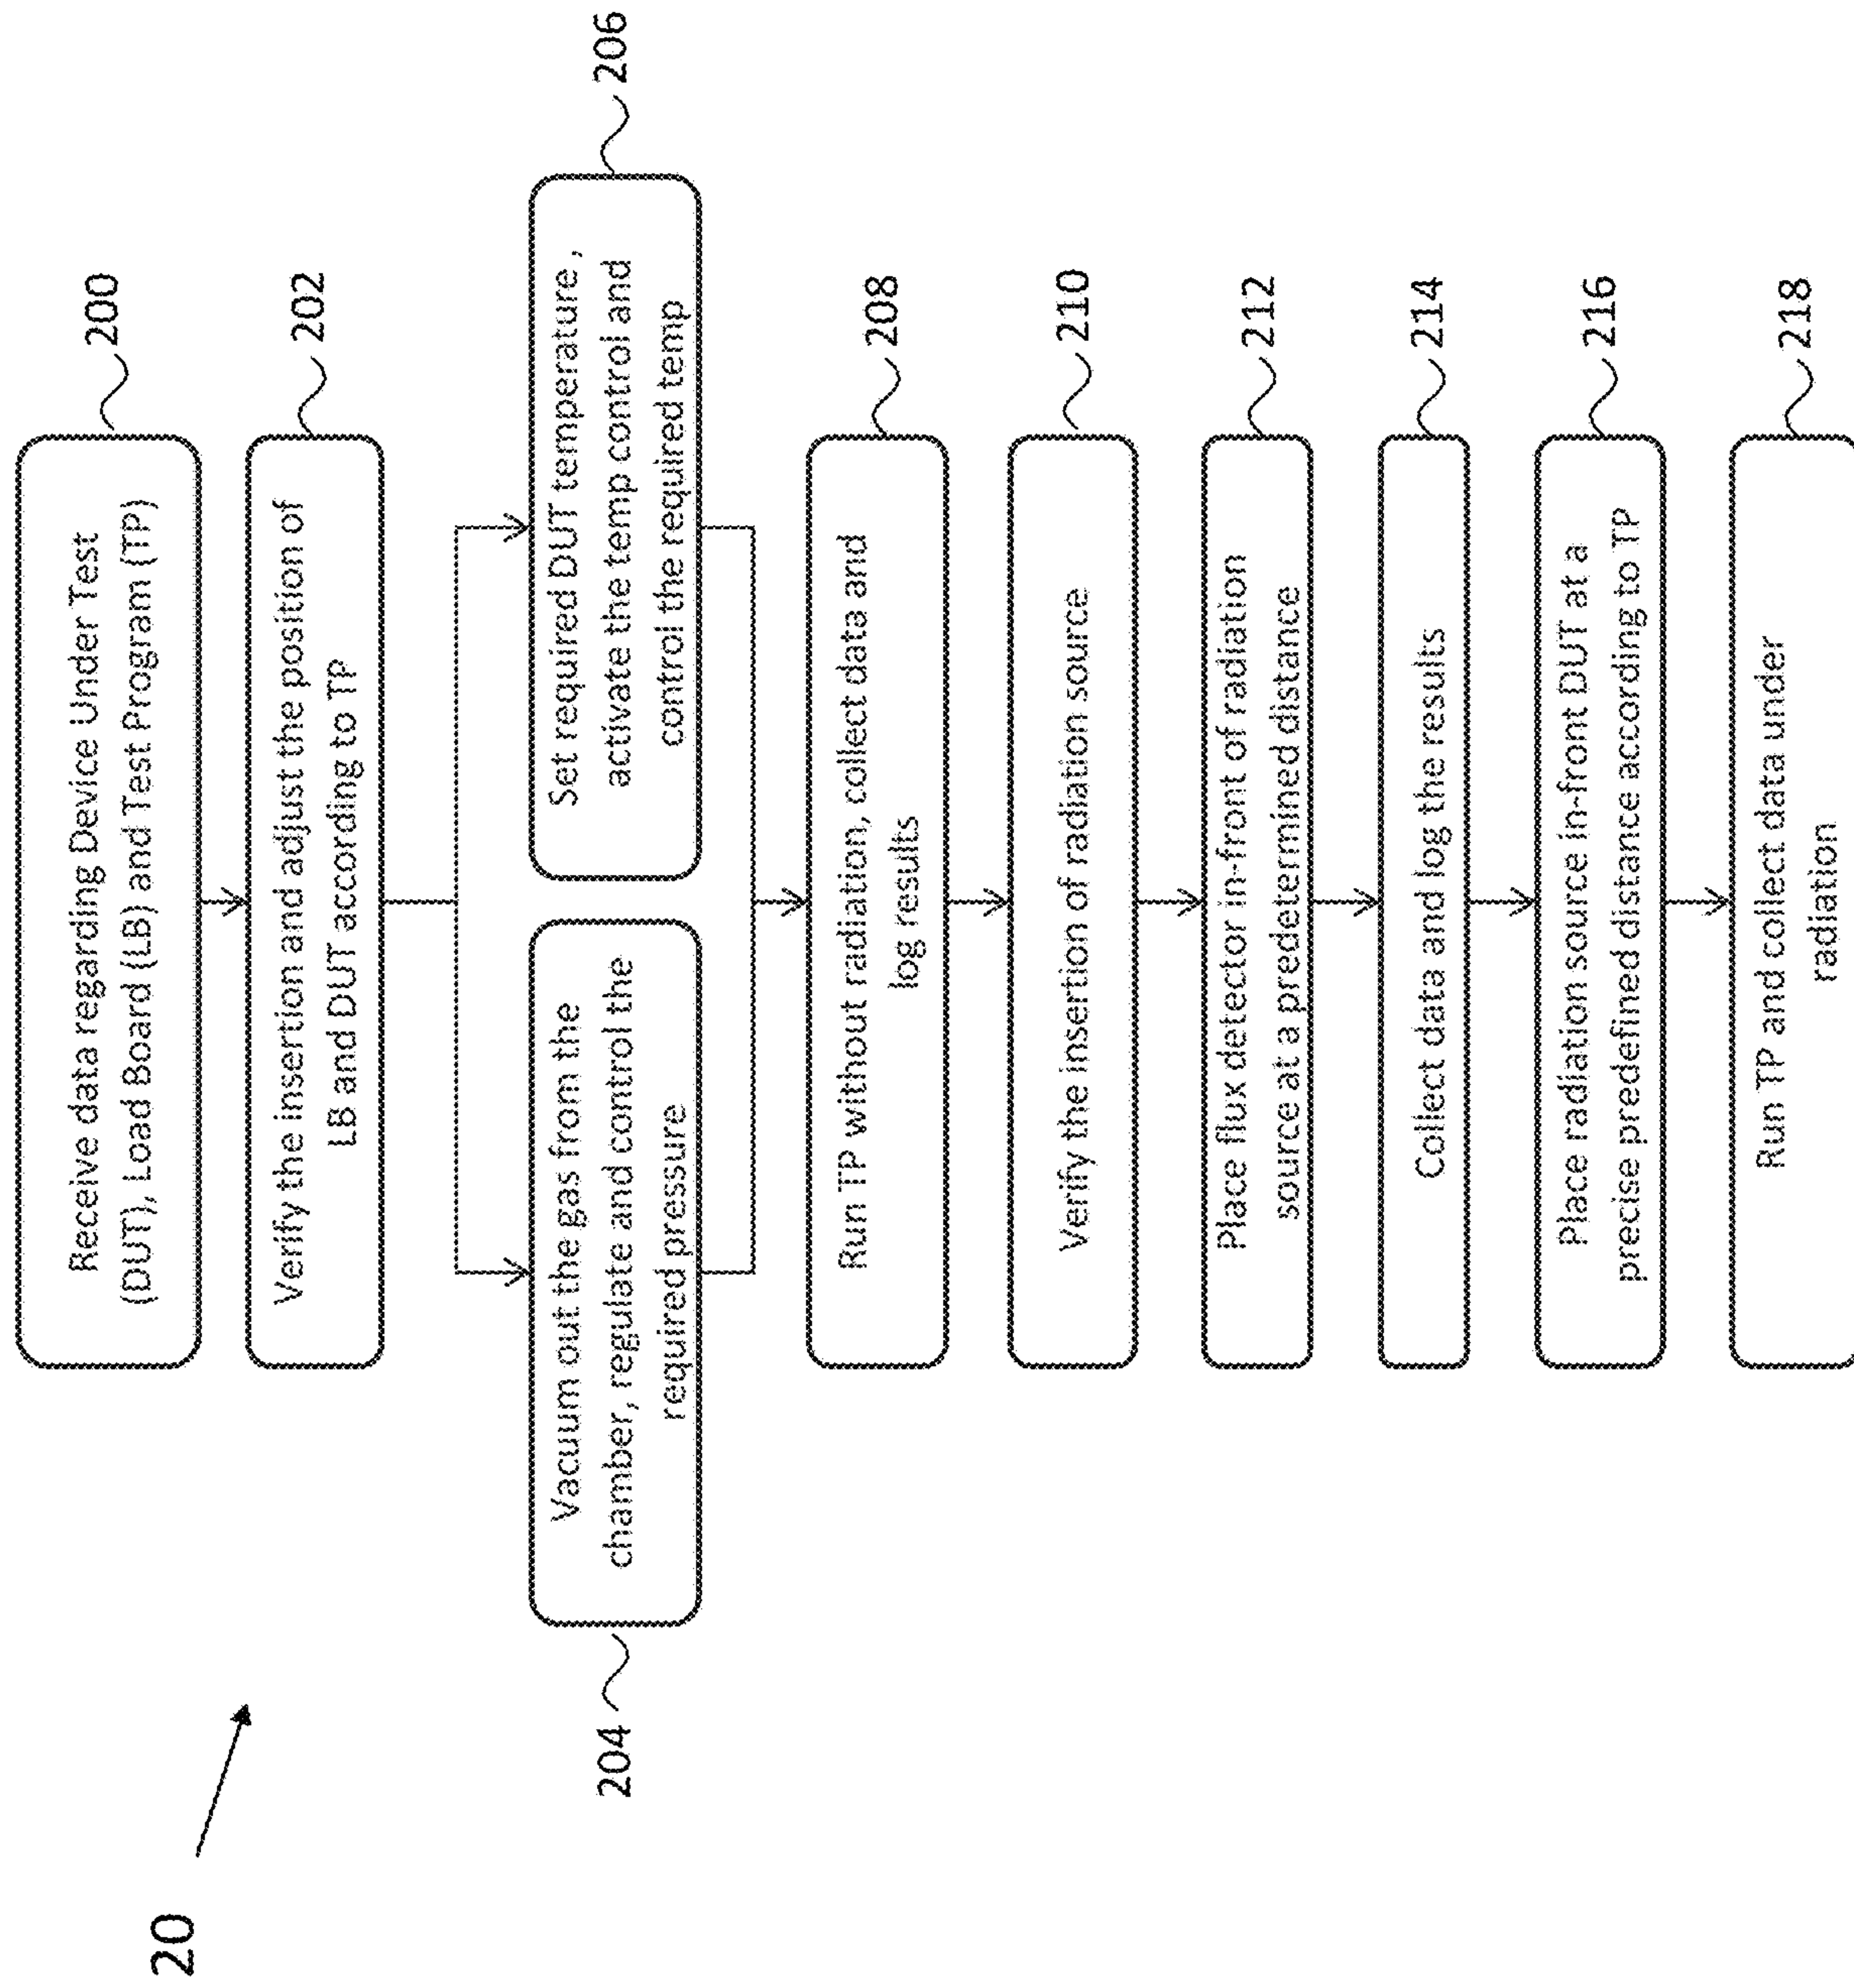 20
Receive data regarding Device Under Test
(DUT), Load Board (LB) and Test Program (TP)
200
Verify the insertion and adjust the position of
LB and DUT according to TP
202
204
Vacuum out the gas from the
chamber, regulate and control the
required pressure
Set required DUT temperature,
activate the temp control and
control the required temp
206
Run TP without radiation, collect data and
log results
208
Verify the insertion of radiation source
210
Place flux detector in-front of radiation
source at a predetermined distance
212
Collect data and log the results
214
Place radiation source in-front DUT at a
precise predefined distance according to TP
216
Run TP and collect data under
radiation
218